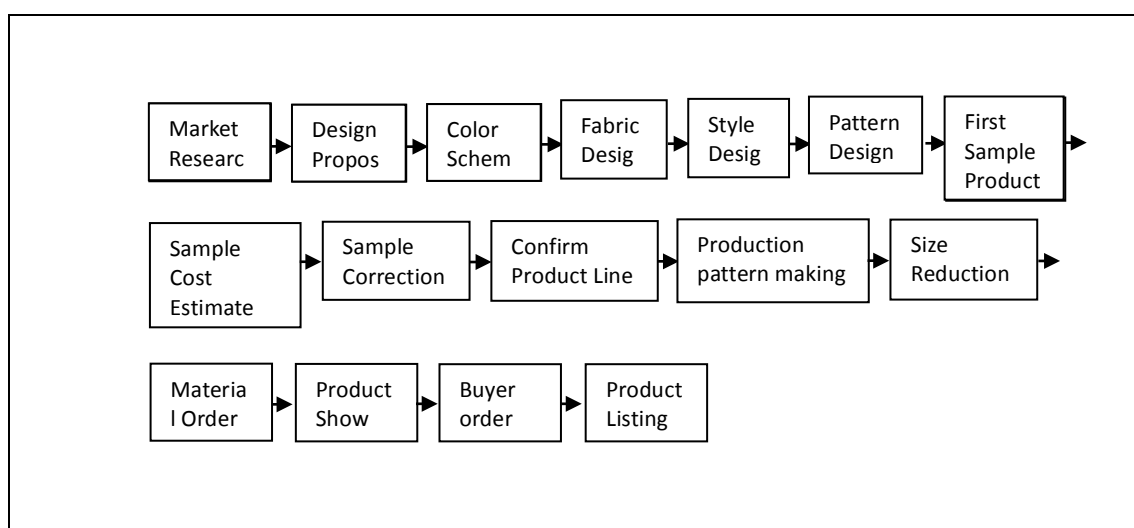 Market
Researc
Design
Propos
Color
Schem
Fabric
Desig
Style
Desig
Pattern
Design
First
Sample
Product
Sample
Cost
Estimate
Sample
Correction
Confirm
Product Line
Production
pattern making
Size
Reduction
Materia
l Order
Product
Show
Buyer
order
Product
Listing